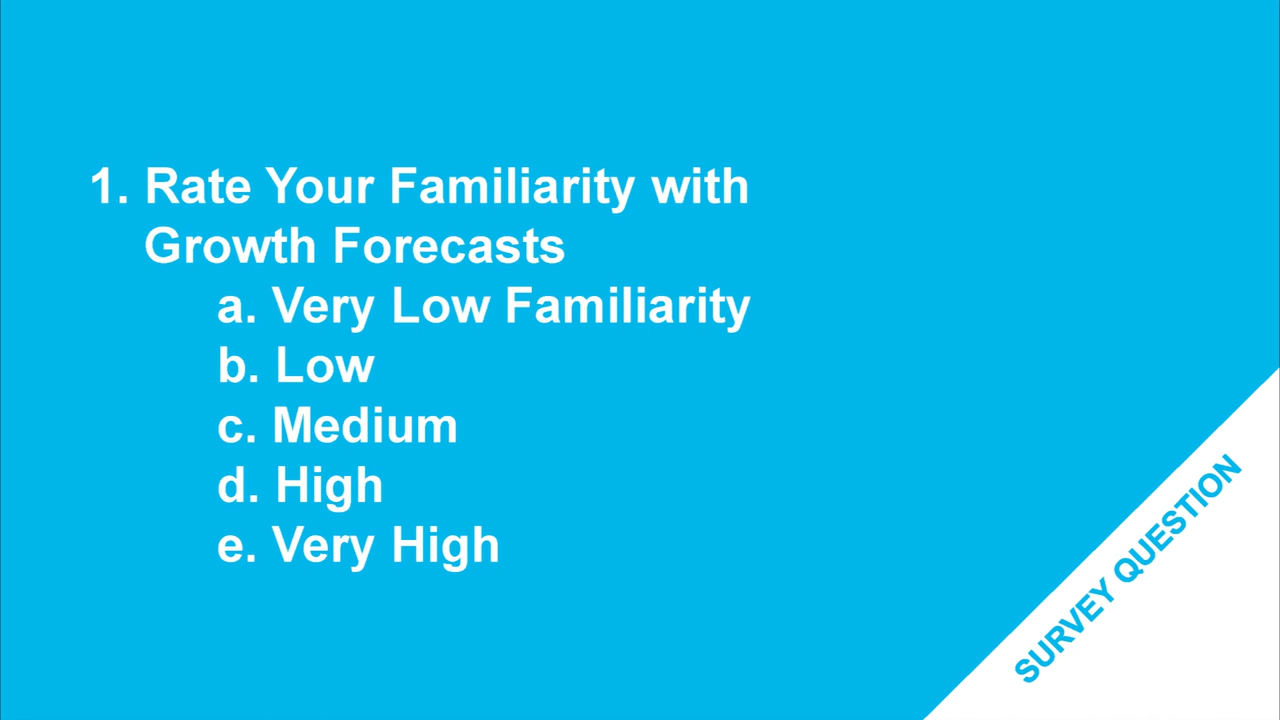 1. Rate Your Familiarity with
Growth Forecasts
a. Very Low Familiarity
b. Low
c. Medium
d. High
e. Very High
SURVEY QUESTION